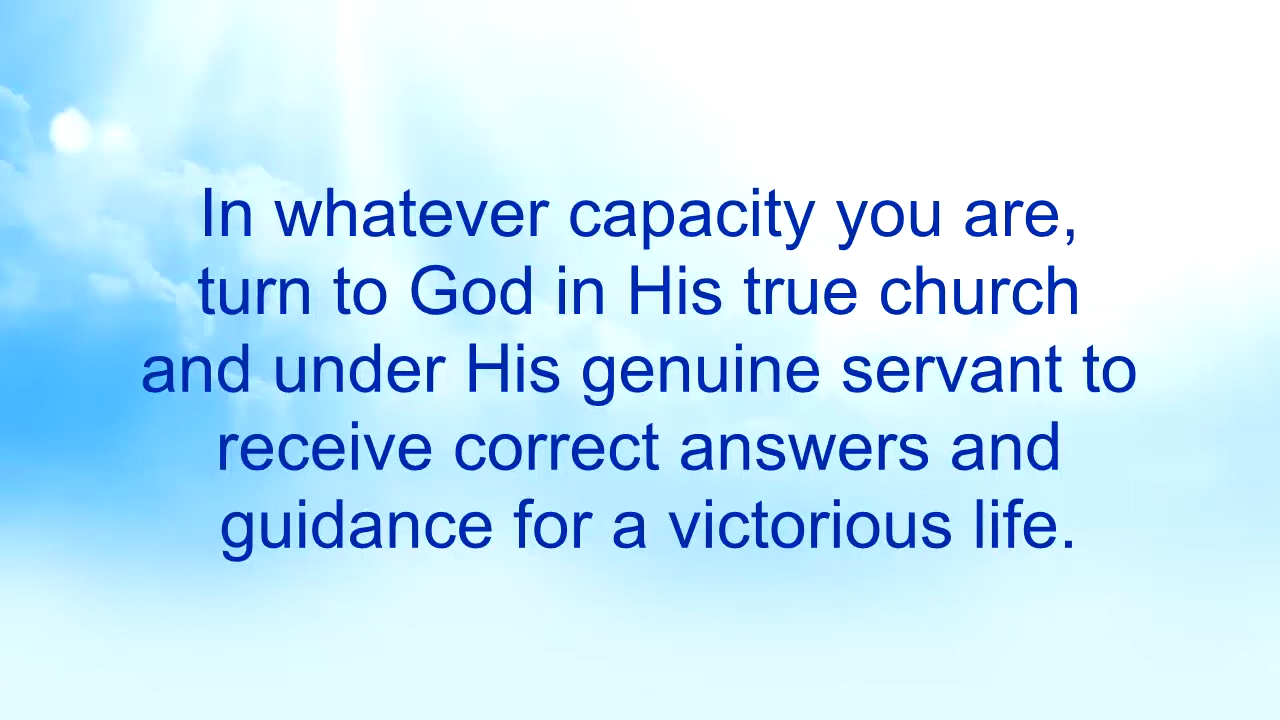 In whatever capacity you are,
turn to God in His true church
and under His genuine servant to
receive correct answers and
guidance for a victorious life.